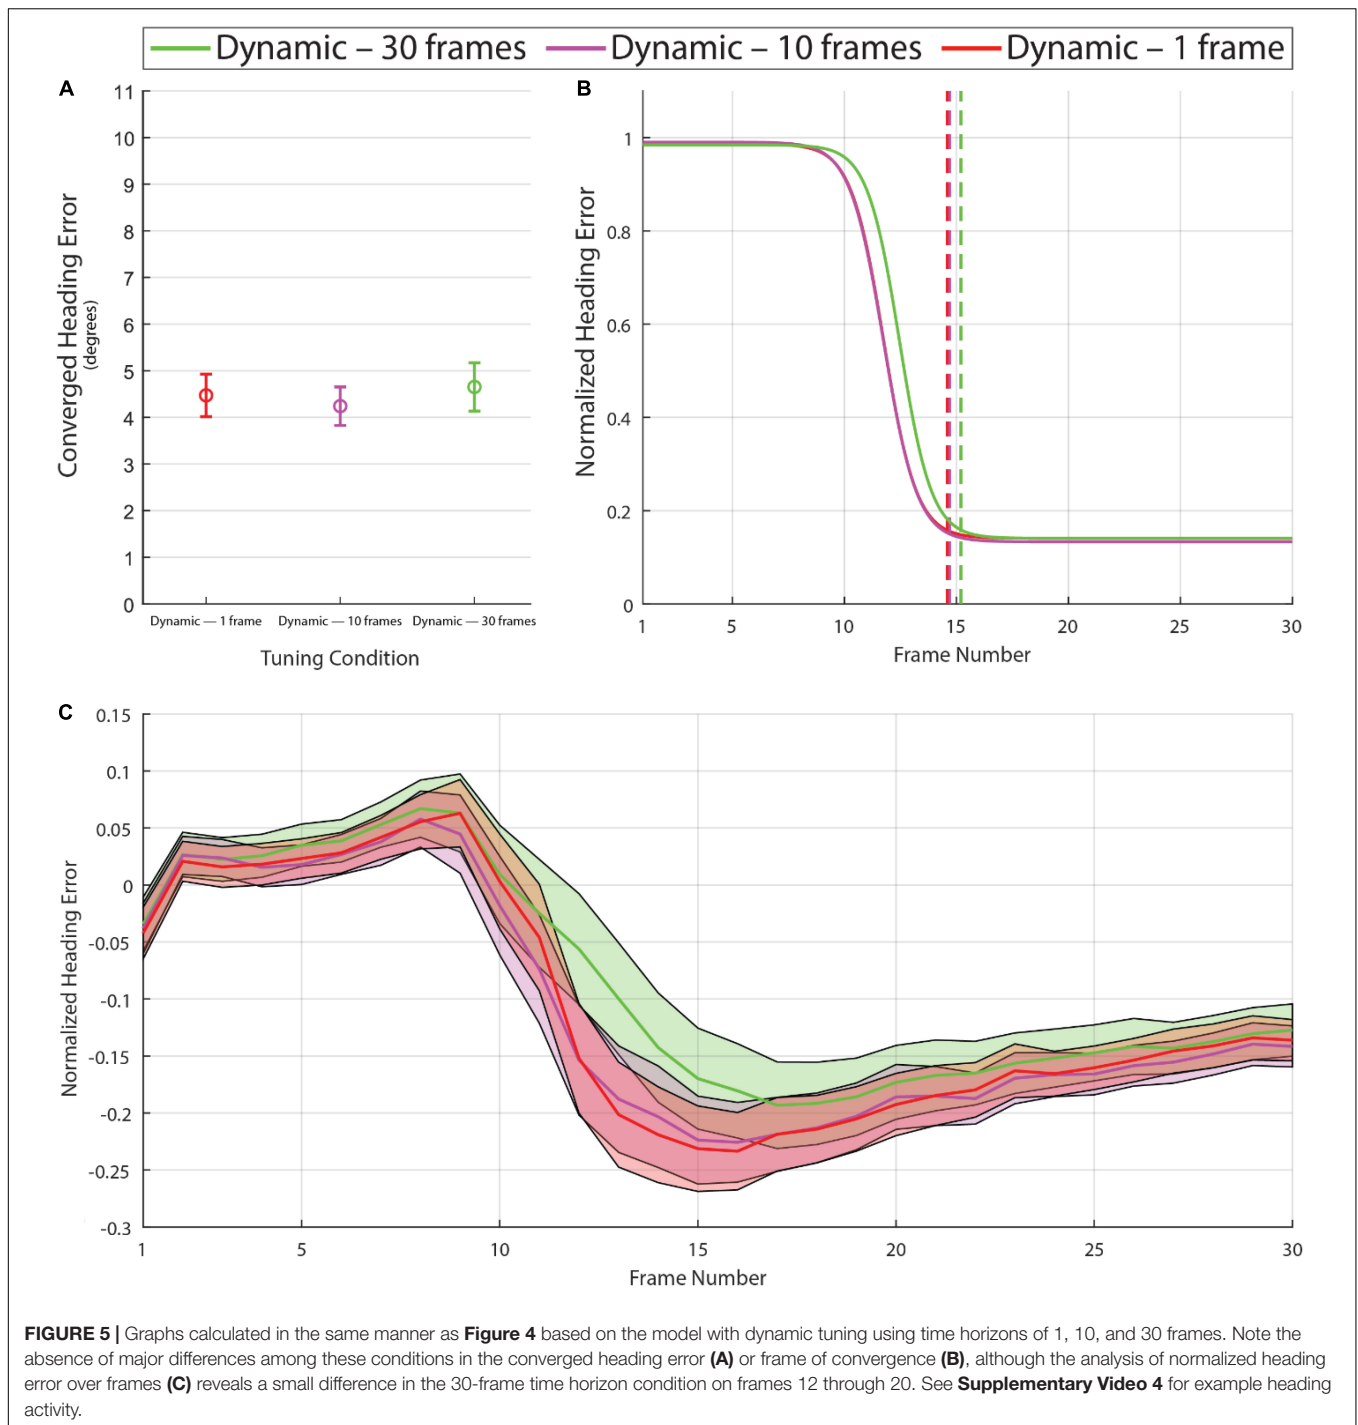 Dynamic – 30 frames Dynamic – 10 frames Dynamic – 1 frame
A
11
10
9
8
7
6
5
4
3
2
1
0
Converged Heading Error
(degrees)
Dynamic — 1 frame Dynamic — 10 frames Dynamic — 30 frames
Tuning Condition
B
1
0.8
0.6
0.4
0.2
0
Normalized Heading Error
1 5 10 15 20 25 30
Frame Number
C
0.15
0.1
0.05
0
-0.05
-0.1
-0.15
-0.2
-0.25
-0.3
Normalized Heading Error
1 5 10 15 20 25 30
Frame Number
FIGURE 5 | Graphs calculated in the same manner as Figure 4 based on the model with dynamic tuning using time horizons of 1, 10, and 30 frames. Note the
absence of major differences among these conditions in the converged heading error (A) or frame of convergence (B), although the analysis of normalized heading
error over frames (C) reveals a small difference in the 30-frame time horizon condition on frames 12 through 20. See Supplementary Video 4 for example heading
activity.